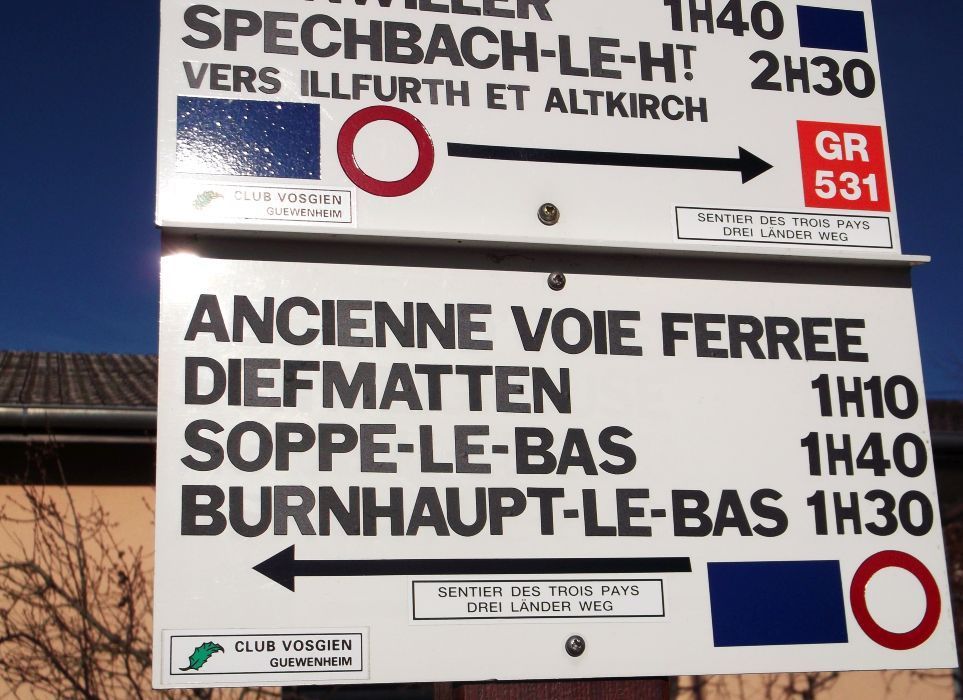 1H40
SPECHBACH-LE-HT. 2H30
VERS ILLFURTH ET ALTKIRCH
GR
531
CLUB VOSGIEN
GUEWENHEIM
SENTIER DES TROIS PAYS
DREI LÄNDER WEG
ANCIENNE VOIE FERREE
DIEFMATTEN 1H10
SOPPE-LE-BAS 1H40
BURNHAUPT-LE-BAS 1H30
SENTIER DES TROIS PAYS
DREI LÄNDER WEG
CLUB VOSGIEN
GUEWENHEIM